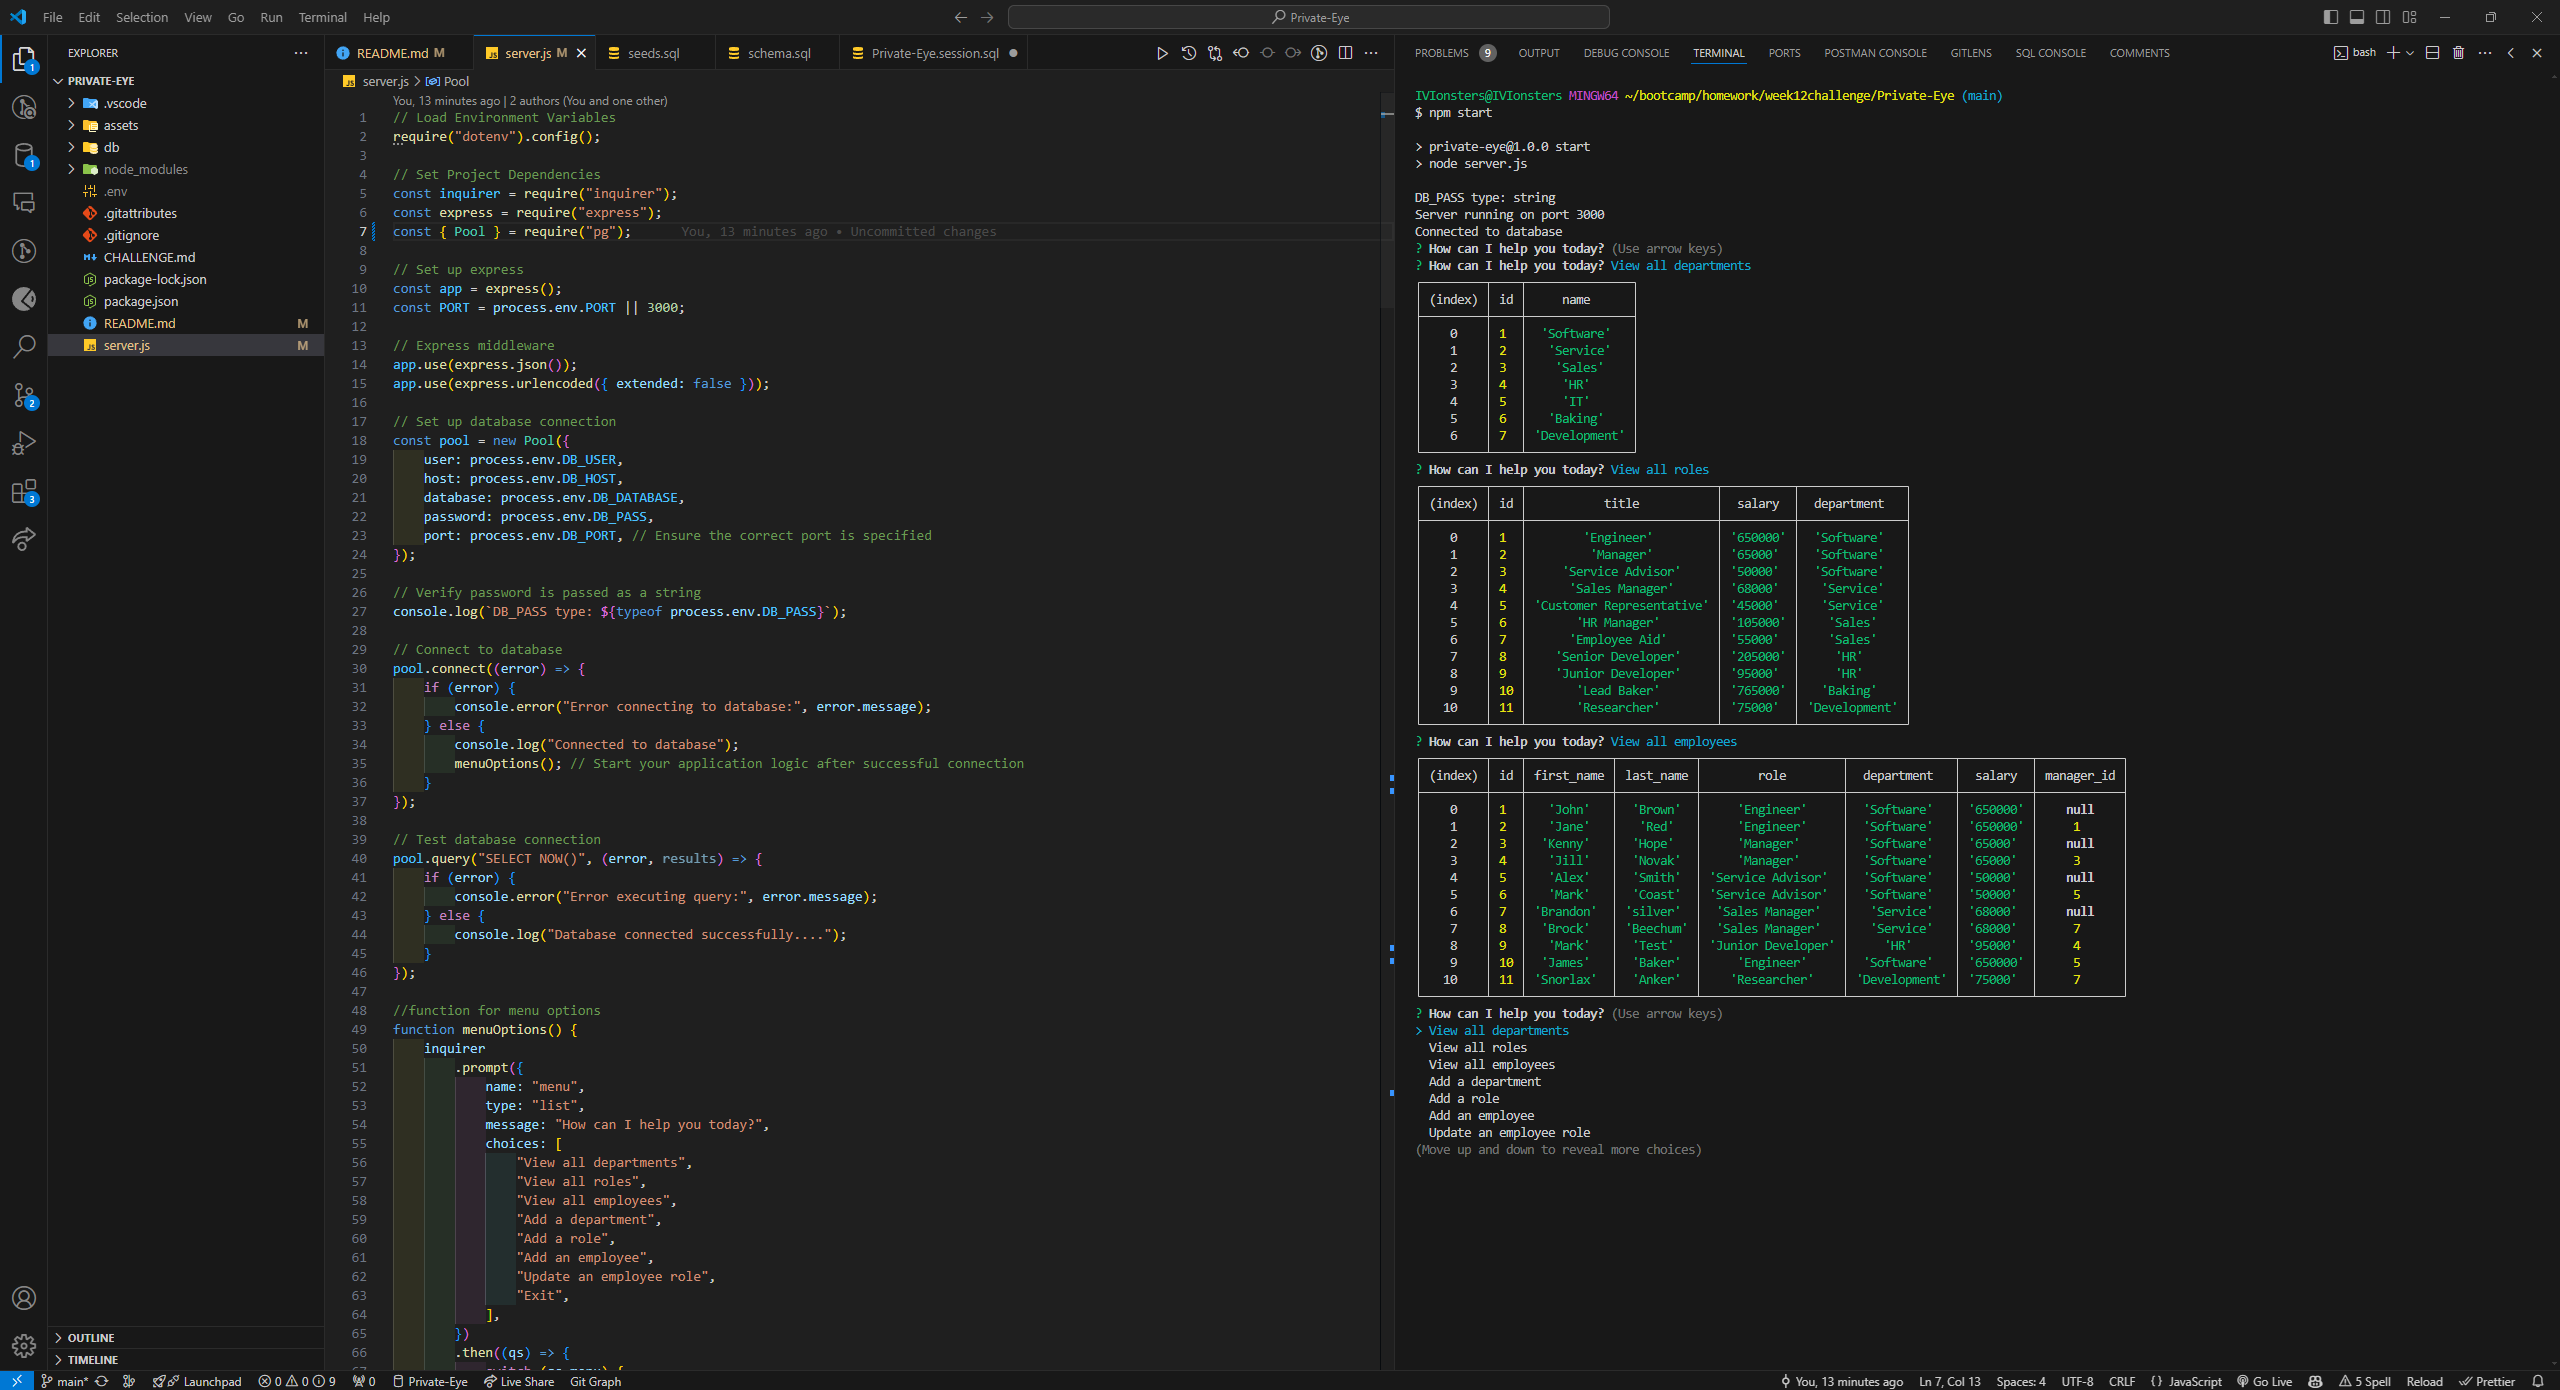 File Edit Selection View Go Run Terminal Help
Private-Eye
EXPLORER
PRIVATE-EYE
.vscode
assets
db
node_modules
.env
.gitattributes
.gitignore
CHALLENGE.md
package-lock.json
package.json
README.md M
server.js M
OUTLINE
TIMELINE
README.md M server.js M seeds.sql schema.sql Private-Eye.session.sql
server.js > Pool
You, 13 minutes ago | 2 authors (You and one other)
1 // Load Environment Variables
2 require("dotenv").config();
3
4 // Set Project Dependencies
5 const inquirer = require("inquirer");
6 const express = require("express");
7 const { Pool } = require("pg"); You, 13 minutes ago • Uncommitted changes
8
9 // Set up express
10 const app = express();
11 const PORT = process.env.PORT || 3000;
12
13 // Express middleware
14 app.use(express.json());
15 app.use(express.urlencoded({ extended: false }));
16
17 // Set up database connection
18 const pool = new Pool({
19 user: process.env.DB_USER,
20 host: process.env.DB_HOST,
21 database: process.env.DB_DATABASE,
22 password: process.env.DB_PASS,
23 port: process.env.DB_PORT, // Ensure the correct port is specified
24 });
25
26 // Verify password is passed as a string
27 console.log(`DB_PASS type: ${typeof process.env.DB_PASS}`);
28
29 // Connect to database
30 pool.connect((error) => {
31 if (error) {
32 console.error("Error connecting to database:", error.message);
33 } else {
34 console.log("Connected to database");
35 menuOptions(); // Start your application logic after successful connection
36 }
37 });
38
39 // Test database connection
40 pool.query("SELECT NOW()", (error, results) => {
41 if (error) {
42 console.error("Error executing query:", error.message);
43 } else {
44 console.log("Database connected successfully....");
45 }
46 });
47
48 //function for menu options
49 function menuOptions() {
50 inquirer
51 .prompt({
52 name: "menu",
53 type: "list",
54 message: "How can I help you today?",
55 choices: [
56 "View all departments",
57 "View all roles",
58 "View all employees",
59 "Add a department",
60 "Add a role",
61 "Add an employee",
62 "Update an employee role",
63 "Exit",
64 ],
65 })
66 .then((qs) => {
PROBLEMS 9 OUTPUT DEBUG CONSOLE TERMINAL PORTS POSTMAN CONSOLE GITLENS SQL CONSOLE COMMENTS bash
IVIonsters@IVIonsters MINGW64 ~/bootcamp/homework/week12challenge/Private-Eye (main)
$ npm start
> private-eye@1.0.0 start
> node server.js
DB_PASS type: string
Server running on port 3000
Connected to database
? How can I help you today? (Use arrow keys)
? How can I help you today? View all departments
(index) id name
0 1 'Software'
1 2 'Service'
2 3 'Sales'
3 4 'HR'
4 5 'IT'
5 6 'Baking'
6 7 'Development'
? How can I help you today? View all roles
(index) id title salary department
0 1 'Engineer' '650000' 'Software'
1 2 'Manager' '65000' 'Software'
2 3 'Service Advisor' '50000' 'Software'
3 4 'Sales Manager' '68000' 'Service'
4 5 'Customer Representative' '45000' 'Service'
5 6 'HR Manager' '105000' 'Sales'
6 7 'Employee Aid' '55000' 'Sales'
7 8 'Senior Developer' '205000' 'HR'
8 9 'Junior Developer' '95000' 'HR'
9 10 'Lead Baker' '765000' 'Baking'
10 11 'Researcher' '75000' 'Development'
? How can I help you today? View all employees
(index) id first_name last_name role department salary manager_id
0 1 'John' 'Brown' 'Engineer' 'Software' '650000' null
1 2 'Jane' 'Red' 'Engineer' 'Software' '650000' 1
2 3 'Kenny' 'Hope' 'Manager' 'Software' '65000' null
3 4 'Jill' 'Novak' 'Manager' 'Software' '65000' 3
4 5 'Alex' 'Smith' 'Service Advisor' 'Software' '50000' null
5 6 'Mark' 'Coast' 'Service Advisor' 'Software' '50000' 5
6 7 'Brandon' 'silver' 'Sales Manager' 'Service' '68000' null
7 8 'Brock' 'Beechum' 'Sales Manager' 'Service' '68000' 7
8 9 'Mark' 'Test' 'Junior Developer' 'HR' '95000' 4
9 10 'James' 'Baker' 'Engineer' 'Software' '650000' 5
10 11 'Snorlax' 'Anker' 'Researcher' 'Development' '75000' 7
? How can I help you today? (Use arrow keys)
> View all departments
View all roles
View all employees
Add a department
Add a role
Add an employee
Update an employee role
(Move up and down to reveal more choices)
main* Launchpad 0 0 9 0 Private-Eye Live Share Git Graph You, 13 minutes ago Ln 7, Col 13 Spaces: 4 UTF-8 CRLF {} JavaScript Go Live 5 Spell Reload Prettier